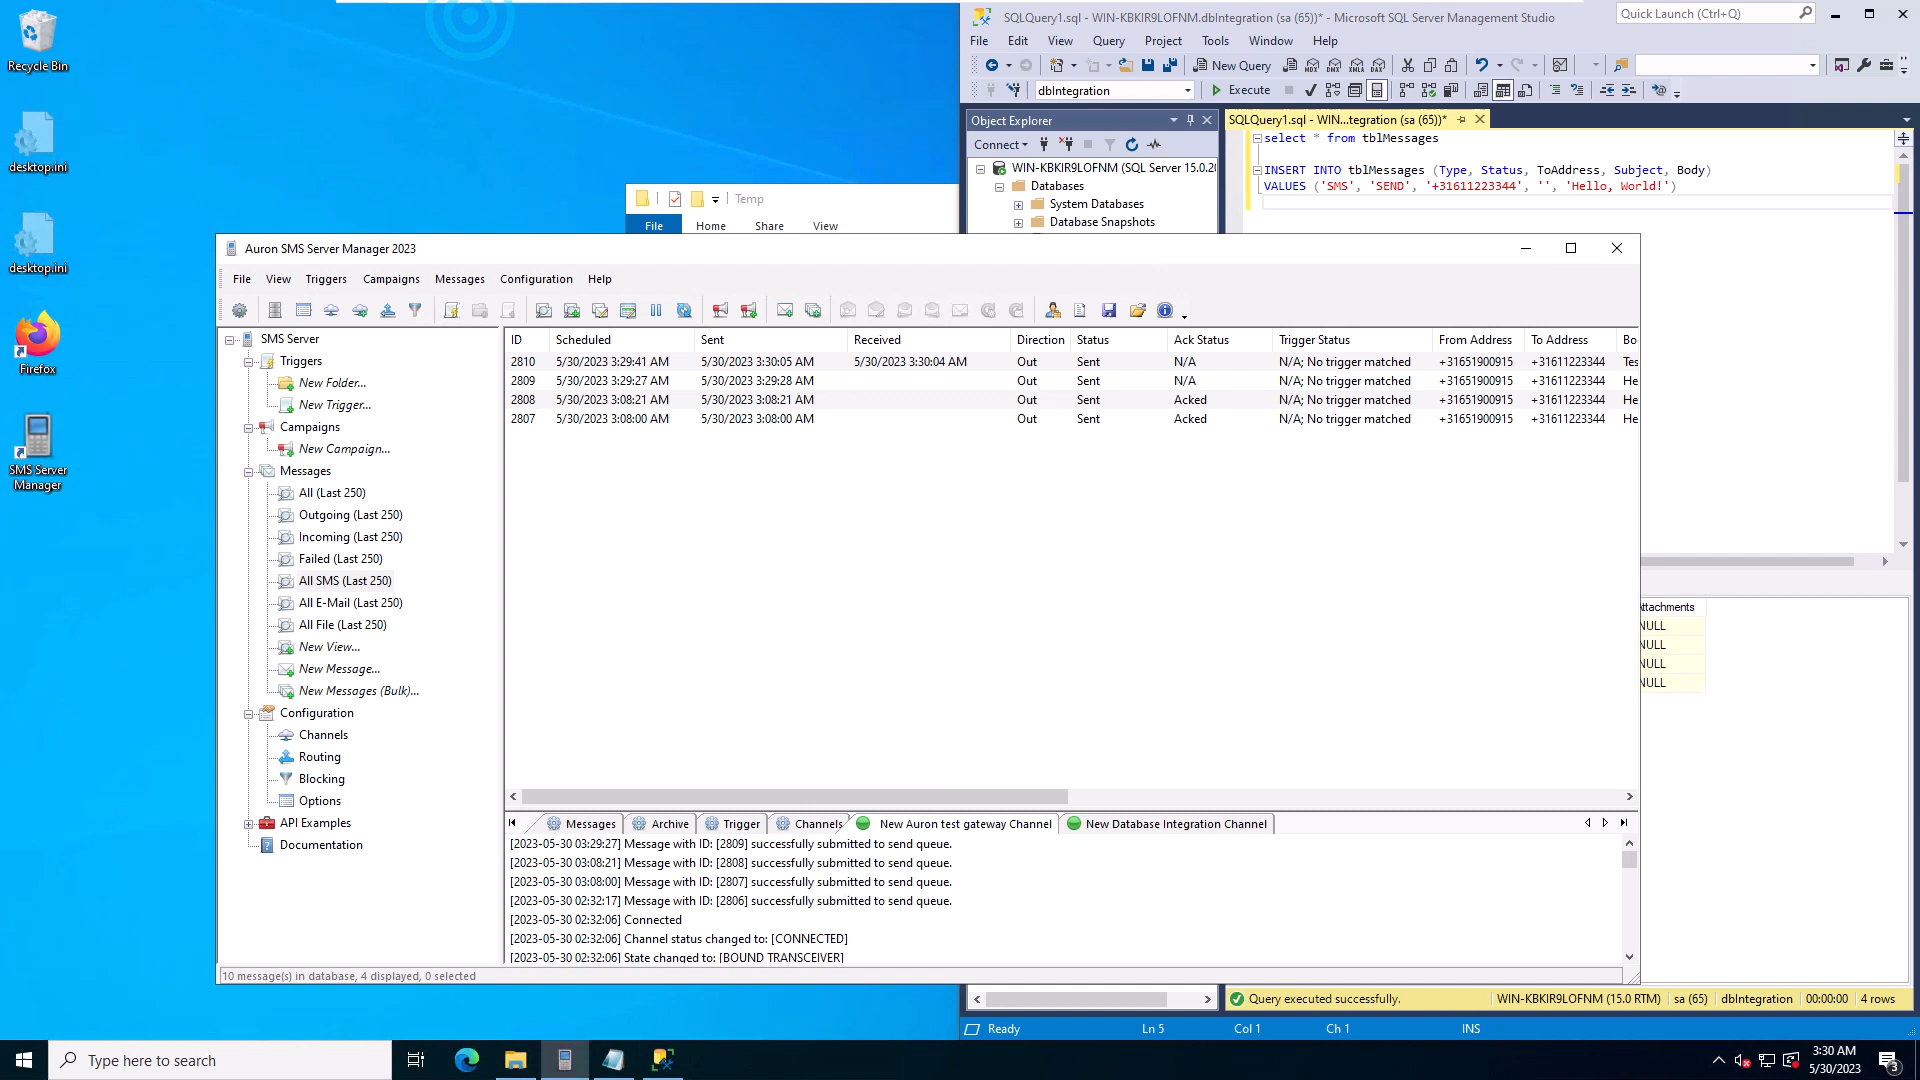 Recycle Bin
desktop.ini
desktop.ini
Firefox
SMS Server
Manager
SQLQuery1.sql - WIN-KBKIR9LOFNM.dbIntegration (sa (65))* - Microsoft SQL Server Management Studio
Quick Launch (Ctrl+Q)
File Edit View Query Project Tools Window Help
New Query
MDX DMX XMLA DAX
dbIntegration
Execute
Object Explorer
SQLQuery1.sql - WIN...tegration (sa (65))*
Connect
WIN-KBKIR9LOFNM (SQL Server 15.0.20
Databases
System Databases
Database Snapshots
select * from tblMessages
INSERT INTO tblMessages (Type, Status, ToAddress, Subject, Body)
VALUES ('SMS', 'SEND', '+31611223344', '', 'Hello, World!')
Temp
File Home Share View
Auron SMS Server Manager 2023
File View Triggers Campaigns Messages Configuration Help
SMS Server
Triggers
New Folder...
New Trigger...
Campaigns
New Campaign...
Messages
All (Last 250)
Outgoing (Last 250)
Incoming (Last 250)
Failed (Last 250)
All SMS (Last 250)
All E-Mail (Last 250)
All File (Last 250)
New View...
New Message...
New Messages (Bulk)...
Configuration
Channels
Routing
Blocking
Options
API Examples
Documentation
ID Scheduled Sent Received Direction Status Ack Status Trigger Status From Address To Address Bo
2810 5/30/2023 3:29:41 AM 5/30/2023 3:30:05 AM 5/30/2023 3:30:04 AM Out Sent N/A N/A; No trigger matched +31651900915 +31611223344 Tes
2809 5/30/2023 3:29:27 AM 5/30/2023 3:29:28 AM Out Sent N/A N/A; No trigger matched +31651900915 +31611223344 He
2808 5/30/2023 3:08:21 AM 5/30/2023 3:08:21 AM Out Sent Acked N/A; No trigger matched +31651900915 +31611223344 He
2807 5/30/2023 3:08:00 AM 5/30/2023 3:08:00 AM Out Sent Acked N/A; No trigger matched +31651900915 +31611223344 He
Messages Archive Trigger Channels New Auron test gateway Channel New Database Integration Channel
[2023-05-30 03:29:27] Message with ID: [2809] successfully submitted to send queue.
[2023-05-30 03:08:21] Message with ID: [2808] successfully submitted to send queue.
[2023-05-30 03:08:00] Message with ID: [2807] successfully submitted to send queue.
[2023-05-30 02:32:17] Message with ID: [2806] successfully submitted to send queue.
[2023-05-30 02:32:06] Connected
[2023-05-30 02:32:06] Channel status changed to: [CONNECTED]
[2023-05-30 02:32:06] State changed to: [BOUND TRANSCEIVER]
10 message(s) in database, 4 displayed, 0 selected
ttachments
NULL
NULL
NULL
NULL
Query executed successfully. WIN-KBKIR9LOFNM (15.0 RTM) sa (65) dbIntegration 00:00:00 4 rows
Ready Ln 5 Col 1 Ch 1 INS
Type here to search
3:30 AM
5/30/2023
3